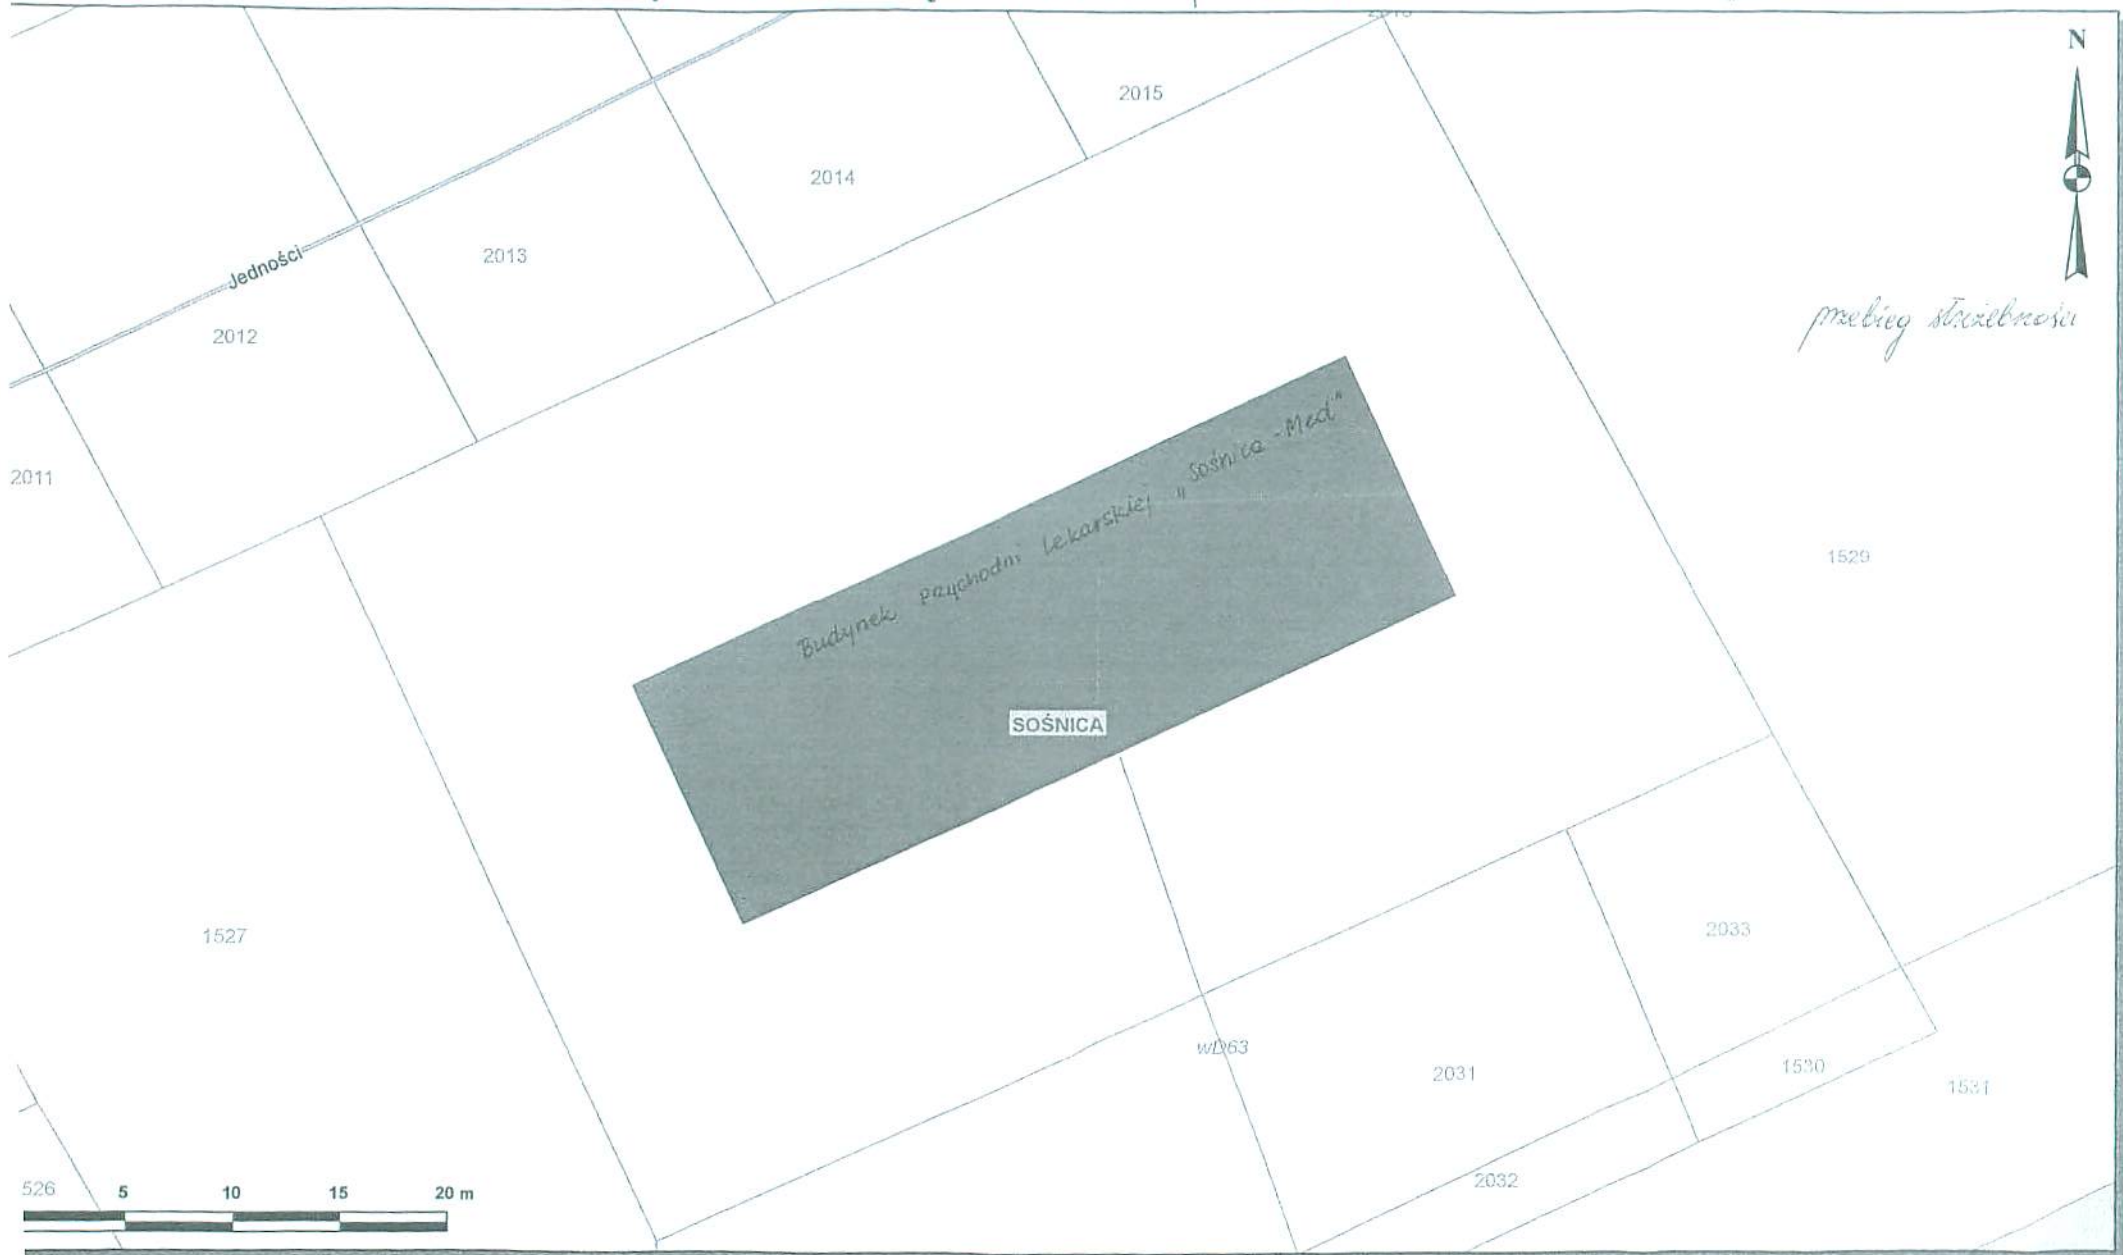 N
2015
2014
2013
Jedności
2012
przebieg służebności
2011
Budynek przychodni lekarskiej „Sośnica - Med"
1529
SOŚNICA
1527
2033
wD63
2031
1530
1531
2032
526
5 10 15 20 m